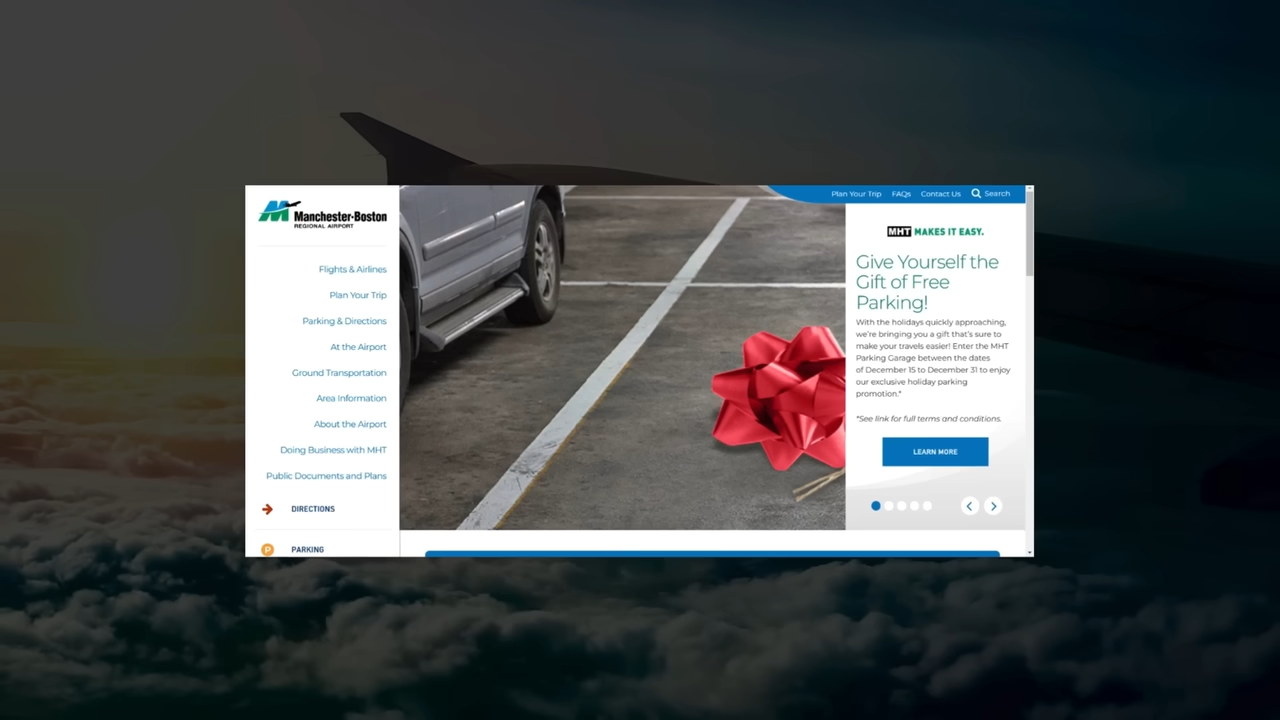 Manchester•Boston
REGIONAL AIRPORT
Flights & Airlines
Plan Your Trip
Parking & Directions
At the Airport
Ground Transportation
Area Information
About the Airport
Doing Business with MHT
Public Documents and Plans
DIRECTIONS
P PARKING
Plan Your Trip FAQs Contact Us Search
MHT MAKES IT EASY.
Give Yourself the
Gift of Free
Parking!
With the holidays quickly approaching,
we're bringing you a gift that's sure to
make your travels easier! Enter the MHT
Parking Garage between the dates
of December 15 to December 31 to enjoy
our exclusive holiday parking
promotion.*
*See link for full terms and conditions.
LEARN MORE